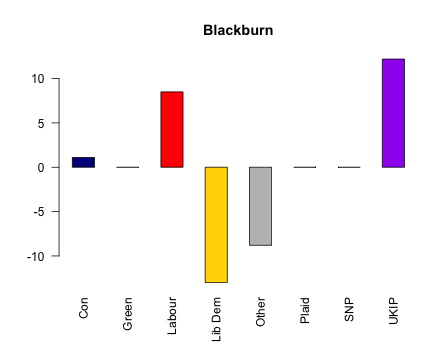 Blackburn
10
5
0
-5
-10
Con
Green
Labour
Lib Dem
Other
Plaid
SNP
UKIP